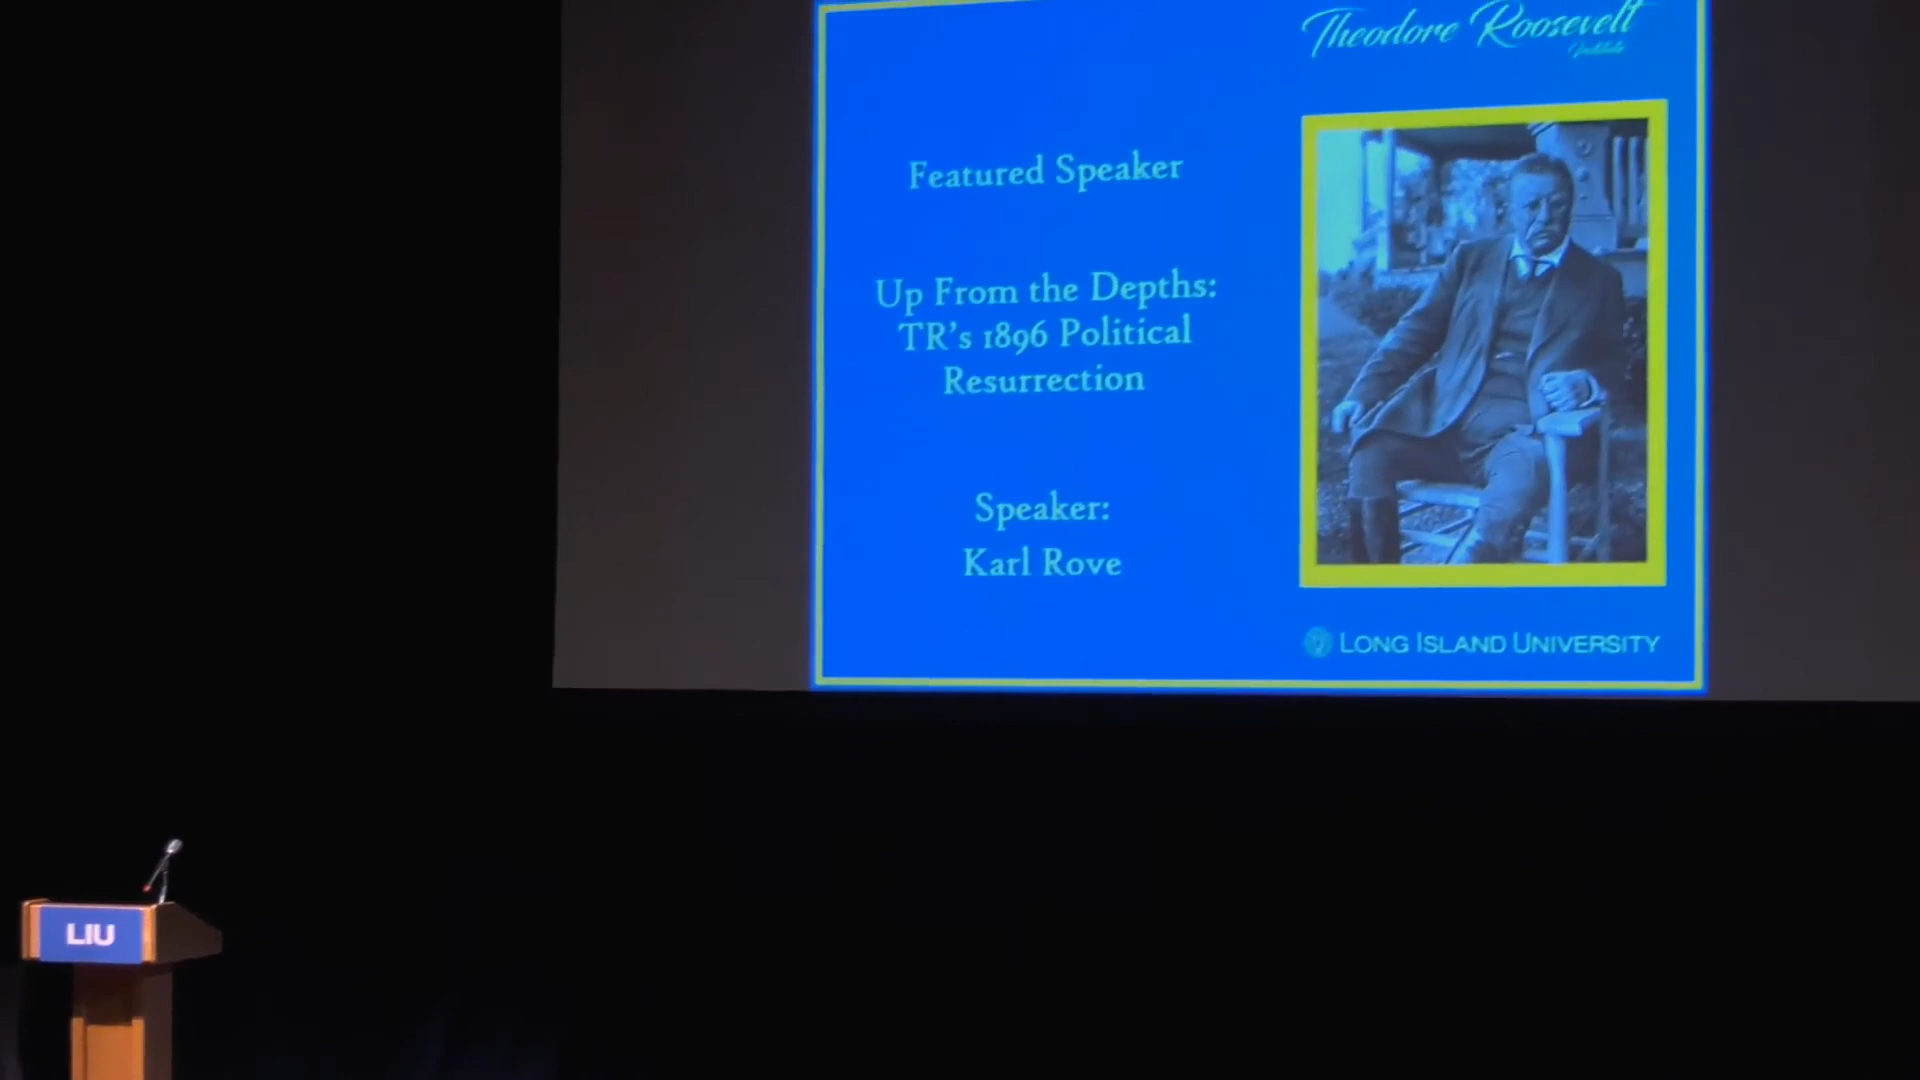 Theodore Roosevelt
Institute
Featured Speaker
Up From the Depths:
TR's 1896 Political
Resurrection
Speaker:
Karl Rove
LONG ISLAND UNIVERSITY
LIU